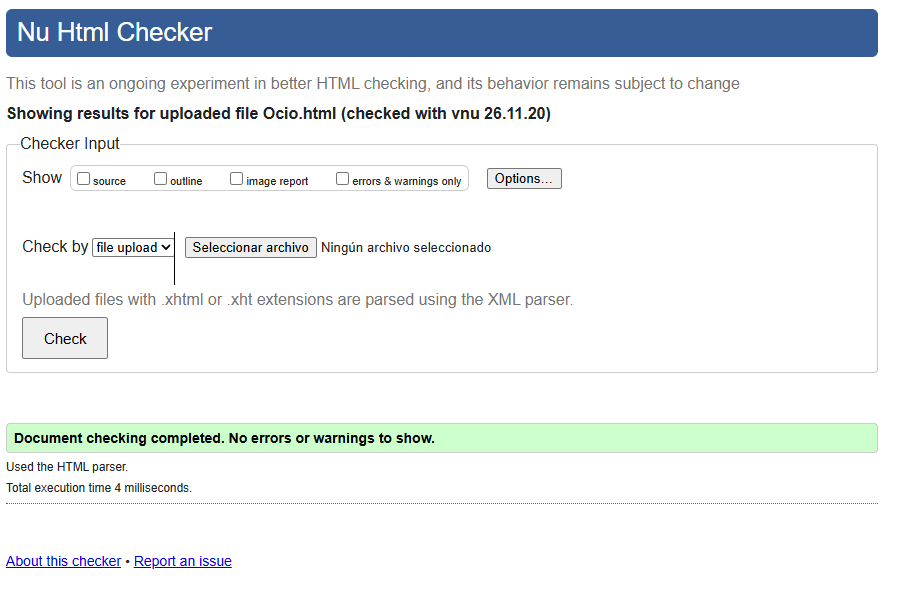 Nu Html Checker
This tool is an ongoing experiment in better HTML checking, and its behavior remains subject to change
Showing results for uploaded file Ocio.html (checked with vnu 26.11.20)
Checker Input
Show source outline image report errors & warnings only Options...
Check by file upload Seleccionar archivo Ningún archivo seleccionado
Uploaded files with .xhtml or .xht extensions are parsed using the XML parser.
Check
Document checking completed. No errors or warnings to show.
Used the HTML parser.
Total execution time 4 milliseconds.
About this checker • Report an issue